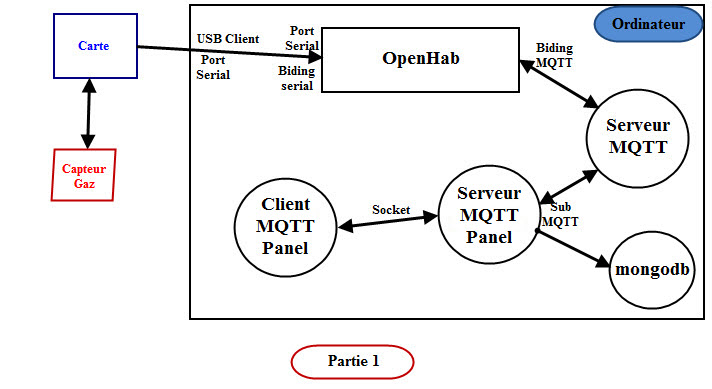 Ordinateur
Carte
USB Client
Port
Serial
Port
Serial
Biding
serial
OpenHab
Biding
MQTT
Serveur
MQTT
Capteur
Gaz
Client
MQTT
Panel
Socket
Serveur
MQTT
Panel
Sub
MQTT
mongodb
Partie 1